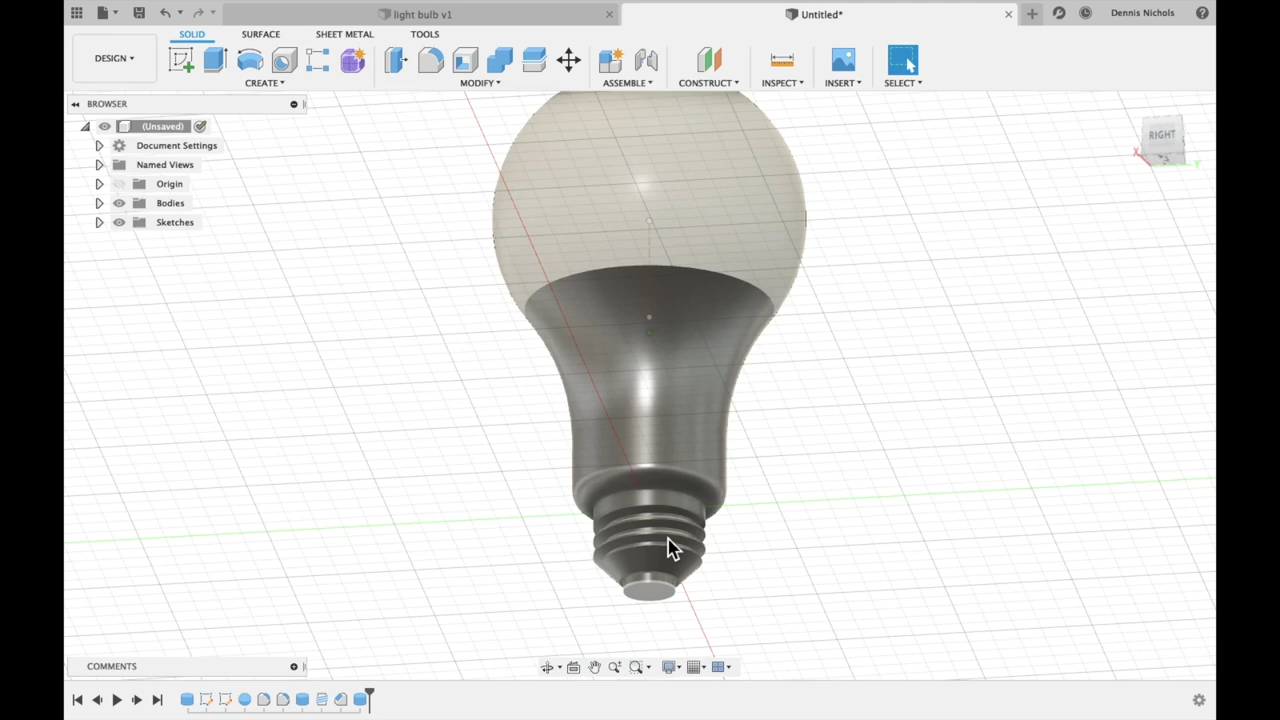 light bulb v1
Untitled*
Dennis Nichols
DESIGN
SOLID
SURFACE
SHEET METAL
TOOLS
CREATE
MODIFY
ASSEMBLE
CONSTRUCT
INSPECT
INSERT
SELECT
BROWSER
(Unsaved)
Document Settings
Named Views
Origin
Bodies
Sketches
RIGHT
X
Y
COMMENTS